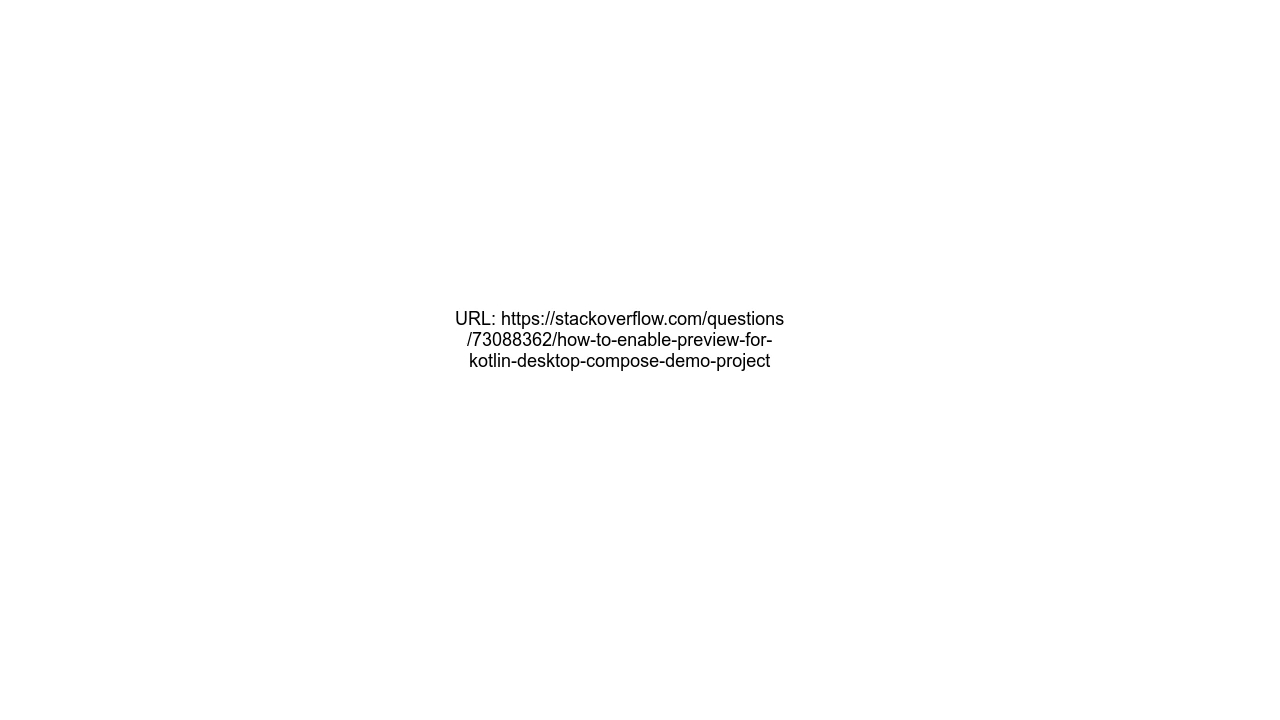 URL: https://stackoverflow.com/questions
/73088362/how-to-enable-preview-for-
kotlin-desktop-compose-demo-project